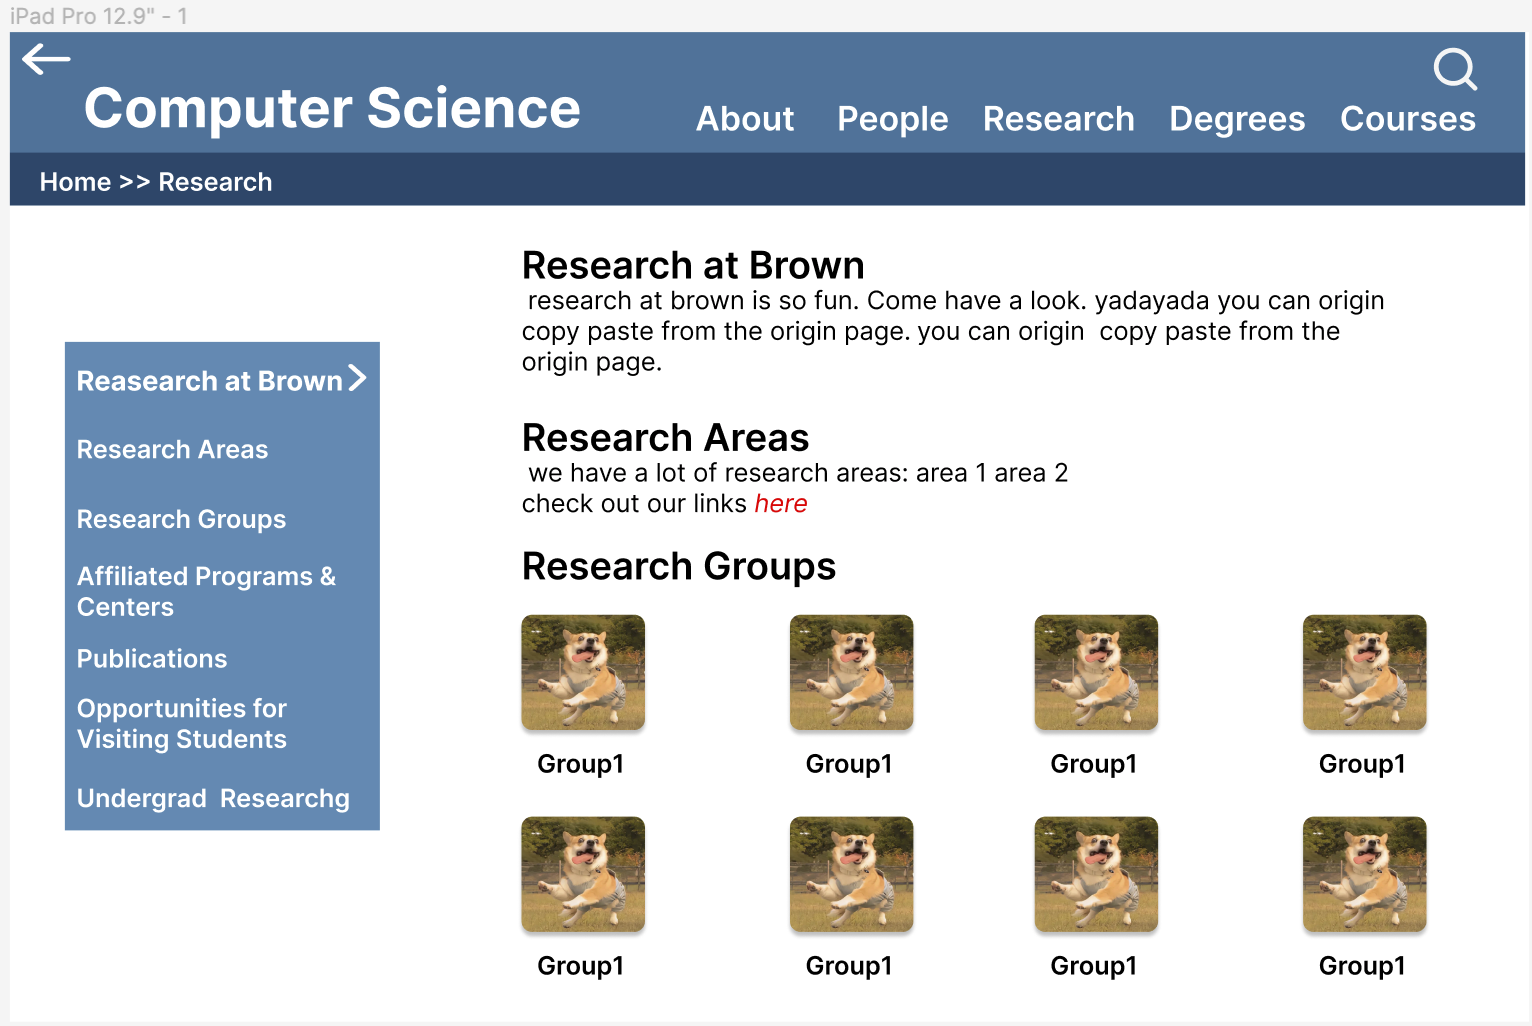 iPad Pro 12.9" - 1
Computer Science
About People Research Degrees Courses
Home >> Research
Reasearch at Brown
Research Areas
Research Groups
Affiliated Programs &
Centers
Publications
Opportunities for
Visiting Students
Undergrad Researchg
Research at Brown
research at brown is so fun. Come have a look. yadayada you can origin
copy paste from the origin page. you can origin copy paste from the
origin page.
Research Areas
we have a lot of research areas: area 1 area 2
check out our links here
Research Groups
Group1 Group1 Group1 Group1
Group1 Group1 Group1 Group1